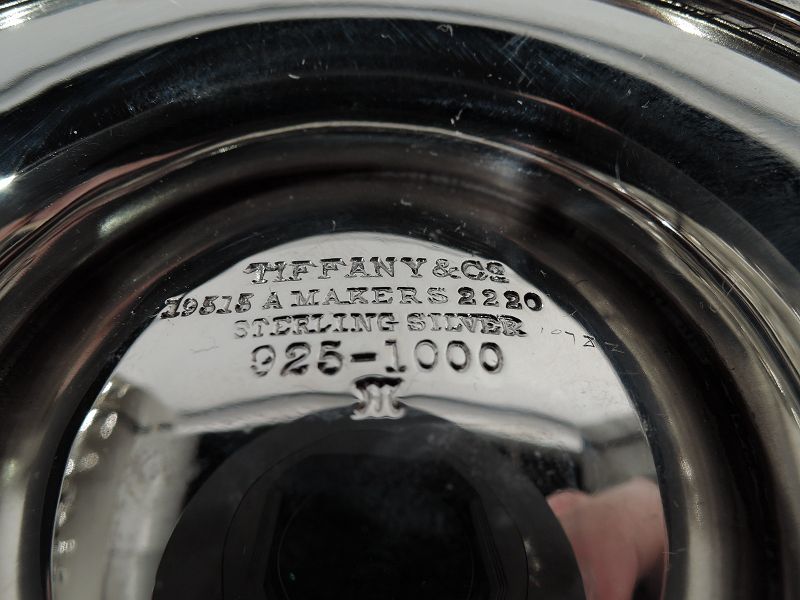 TIFFANY & Co
19515 A MAKERS 2220
STERLING SILVER
925-1000
M